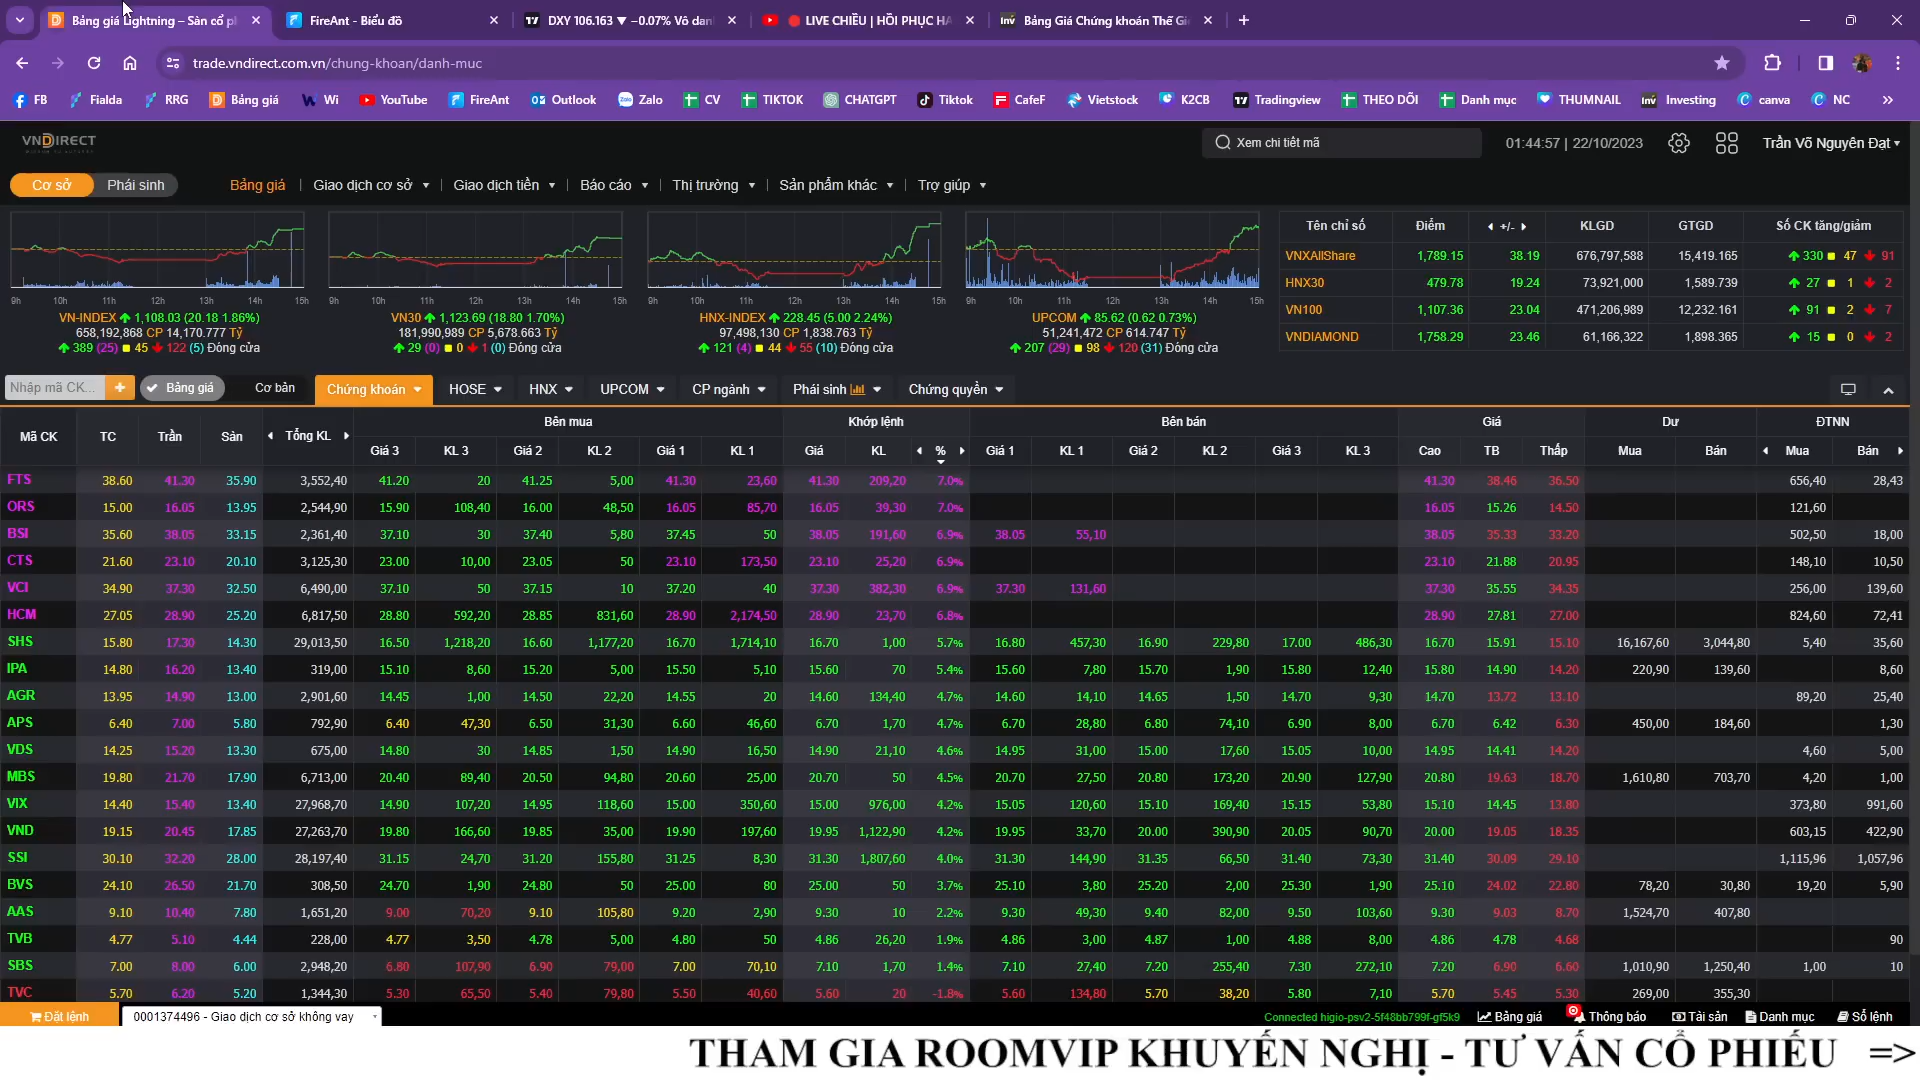 Bảng giá Lightning – Sàn cổ ph
FireAnt - Biểu đồ
DXY 106.163 ▼ −0.07% Vô danh
LIVE CHIỀU | HỒI PHỤC HA
Bảng Giá Chứng khoán Thế Gi
trade.vndirect.com.vn/chung-khoan/danh-muc
FB Fialda RRG Bảng giá Wi YouTube FireAnt Outlook Zalo CV TIKTOK CHATGPT Tiktok CafeF Vietstock K2CB Tradingview THEO DÕI Danh mục THUMNAIL Investing canva NC
VNDIRECT
Xem chi tiết mã
01:44:57 | 22/10/2023
Trần Võ Nguyên Đạt
Cơ sở Phái sinh Bảng giá Giao dịch cơ sở Giao dịch tiền Báo cáo Thị trường Sản phẩm khác Trợ giúp
9h 10h 11h 12h 13h 14h 15h
VN-INDEX 1,108.03 (20.18 1.86%)
658,192,868 CP 14,170.777 Tỷ
389 (25) 45 122 (5) Đóng cửa
9h 10h 11h 12h 13h 14h 15h
VN30 1,123.69 (18.80 1.70%)
181,990,989 CP 5,678.663 Tỷ
29 (0) 0 1 (0) Đóng cửa
9h 10h 11h 12h 13h 14h 15h
HNX-INDEX 228.45 (5.00 2.24%)
97,498,130 CP 1,838.763 Tỷ
121 (4) 44 55 (10) Đóng cửa
9h 10h 11h 12h 13h 14h 15h
UPCOM 85.62 (0.62 0.73%)
51,241,472 CP 614.747 Tỷ
207 (29) 98 120 (31) Đóng cửa
Tên chỉ số Điểm +/- KLGD GTGD Số CK tăng/giảm
VNXAllShare 1,789.15 38.19 676,797,588 15,419.165 330 47 91
HNX30 479.78 19.24 73,921,000 1,589.739 27 1 2
VN100 1,107.36 23.04 471,206,989 12,232.161 91 2 7
VNDIAMOND 1,758.29 23.46 61,166,322 1,898.365 15 0 2
Nhập mã CK... + Bảng giá Cơ bản Chứng khoán HOSE HNX UPCOM CP ngành Phái sinh Chứng quyền
Mã CK TC Trần Sàn Tổng KL Bên mua Khớp lệnh Bên bán Giá Dư ĐTNN
Giá 3 KL 3 Giá 2 KL 2 Giá 1 KL 1 Giá KL % Giá 1 KL 1 Giá 2 KL 2 Giá 3 KL 3 Cao TB Thấp Mua Bán Mua Bán
FTS 38.60 41.30 35.90 3,552,40 41.20 20 41.25 5,00 41.30 23,60 41.30 209,20 7.0% 41.30 38.46 36.50 656,40 28,43
ORS 15.00 16.05 13.95 2,544,90 15.90 108,40 16.00 48,50 16.05 85,70 16.05 39,30 7.0% 16.05 15.26 14.50 121,60
BSI 35.60 38.05 33.15 2,361,40 37.10 30 37.40 5,80 37.45 50 38.05 191,60 6.9% 38.05 55,10 38.05 35.33 33.20 502,50 18,00
CTS 21.60 23.10 20.10 3,125,30 23.00 10,00 23.05 50 23.10 173,50 23.10 25,20 6.9% 23.10 21.88 20.95 148,10 10,50
VCI 34.90 37.30 32.50 6,490,00 37.10 50 37.15 10 37.20 40 37.30 382,30 6.9% 37.30 131,60 37.30 35.55 34.35 256,00 139,60
HCM 27.05 28.90 25.20 6,817,50 28.80 592,20 28.85 831,60 28.90 2,174,50 28.90 23,70 6.8% 28.90 27.81 27.00 824,60 72,41
SHS 15.80 17.30 14.30 29,013,50 16.50 1,218,20 16.60 1,177,20 16.70 1,714,10 16.70 1,00 5.7% 16.80 457,30 16.90 229,80 17.00 486,30 16.70 15.91 15.10 16,167,60 3,044,80 5,40 35,60
IPA 14.80 16.20 13.40 319,00 15.10 8,60 15.20 5,00 15.50 5,10 15.60 70 5.4% 15.60 7,80 15.70 1,90 15.80 12,40 15.80 14.90 14.20 220,90 139,60 8,60
AGR 13.95 14.90 13.00 2,901,60 14.45 1,00 14.50 22,20 14.55 20 14.60 134,40 4.7% 14.60 14,10 14.65 1,50 14.70 9,30 14.70 13.72 13.10 89,20 25,40
APS 6.40 7.00 5.80 792,90 6.40 47,30 6.50 31,30 6.60 46,60 6.70 1,70 4.7% 6.70 28,80 6.80 74,10 6.90 8,00 6.70 6.42 6.30 450,00 184,60 1,30
VDS 14.25 15.20 13.30 675,00 14.80 30 14.85 1,50 14.90 16,50 14.90 21,10 4.6% 14.95 31,00 15.00 17,60 15.05 10,00 14.95 14.41 14.20 4,60 5,00
MBS 19.80 21.70 17.90 6,713,00 20.40 89,40 20.50 94,80 20.60 25,00 20.70 50 4.5% 20.70 27,50 20.80 173,20 20.90 127,90 20.80 19.63 18.70 1,610,80 703,70 4,20 1,00
VIX 14.40 15.40 13.40 27,968,70 14.90 107,20 14.95 118,60 15.00 350,60 15.00 976,00 4.2% 15.05 120,60 15.10 169,40 15.15 53,80 15.10 14.45 13.80 373,80 991,60
VND 19.15 20.45 17.85 27,263,70 19.80 166,60 19.85 35,00 19.90 197,60 19.95 1,122,90 4.2% 19.95 33,70 20.00 390,90 20.05 90,70 20.00 19.05 18.35 603,15 422,90
SSI 30.10 32.20 28.00 28,197,40 31.15 24,70 31.20 155,80 31.25 8,30 31.30 1,807,60 4.0% 31.30 144,90 31.35 66,50 31.40 73,30 31.40 30.09 29.10 1,115,96 1,057,96
BVS 24.10 26.50 21.70 308,50 24.70 1,90 24.80 50 25.00 80 25.00 50 3.7% 25.10 3,80 25.20 2,00 25.30 1,90 25.10 24.02 22.80 78,20 30,80 19,20 5,90
AAS 9.10 10.40 7.80 1,651,20 9.00 70,20 9.10 105,80 9.20 2,90 9.30 10 2.2% 9.30 49,30 9.40 82,00 9.50 103,60 9.30 9.03 8.70 1,524,70 407,80
TVB 4.77 5.10 4.44 228,00 4.77 3,50 4.78 5,00 4.80 50 4.86 26,20 1.9% 4.86 3,00 4.87 1,00 4.88 8,00 4.86 4.78 4.68 90
SBS 7.00 8.00 6.00 2,948,20 6.80 107,90 6.90 79,00 7.00 70,10 7.10 1,70 1.4% 7.10 27,40 7.20 255,40 7.30 272,10 7.20 6.90 6.60 1,010,90 1,250,40 1,00 10
TVC 5.70 6.20 5.20 1,344,30 5.30 65,50 5.40 79,80 5.50 40,60 5.60 20 -1.8% 5.60 134,80 5.70 38,20 5.80 7,10 5.70 5.45 5.30 269,00 355,30
Đặt lệnh 0001374496 - Giao dịch cơ sở không vay Connected higio-psv2-5f48bb799f-gf5k9 Bảng giá Thông báo Tài sản Danh mục Sổ lệnh
THAM GIA ROOMVIP KHUYẾN NGHỊ - TƯ VẤN CỔ PHIẾU =>